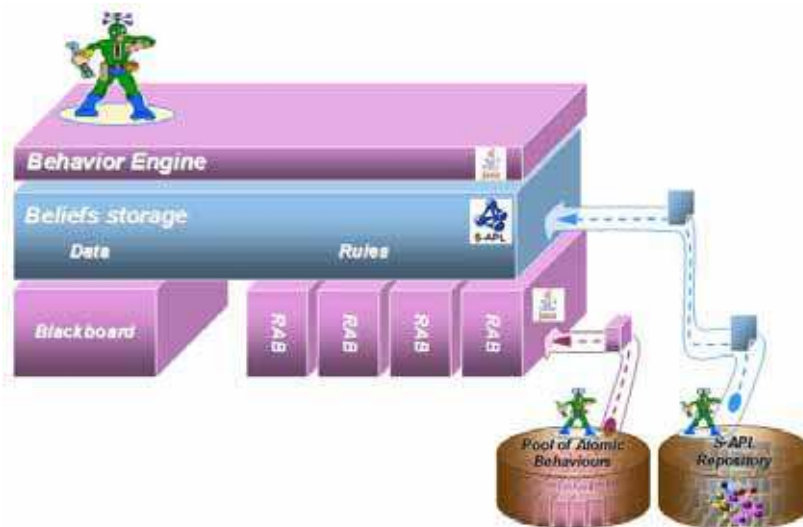 Behavior Engine
Beliefs storage
S-APL
Data Rules
Blackboard
RAB
RAB
RAB
RAB
Pool of Atomic
Behaviours
S-APL
Repository